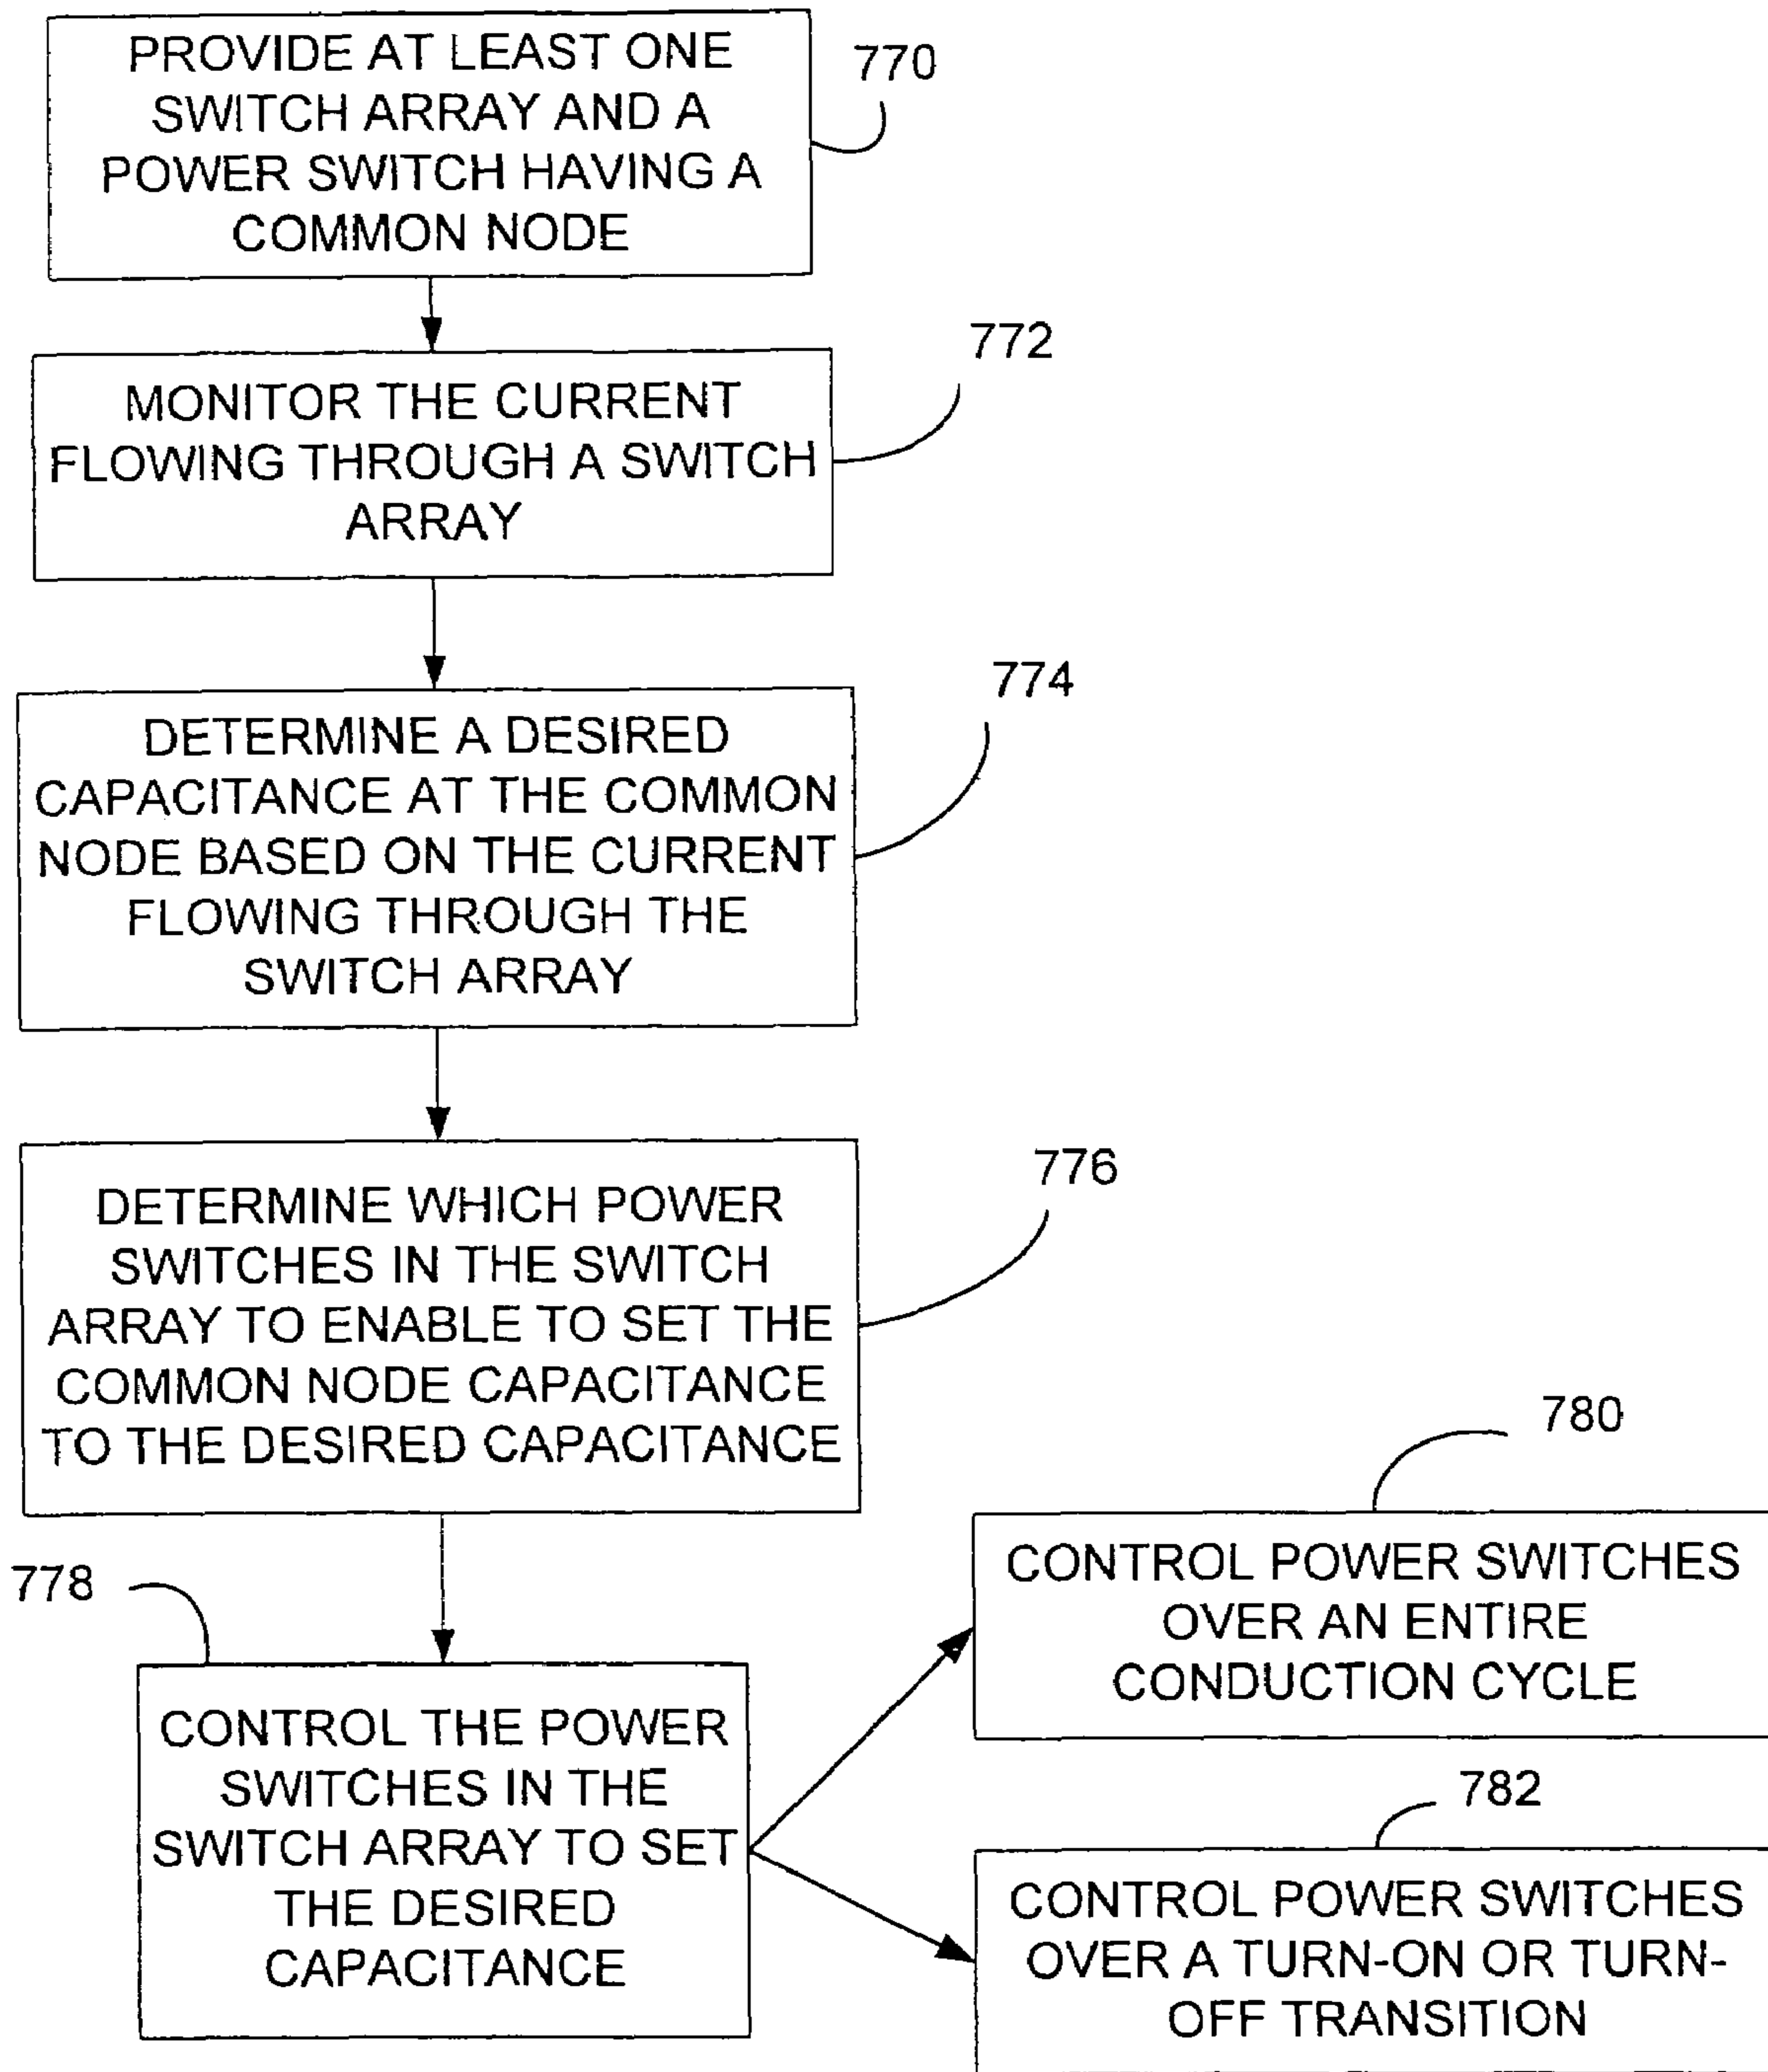 PROVIDE AT LEAST ONE
SWITCH ARRAY AND A
POWER SWITCH HAVING A
COMMON NODE
770
MONITOR THE CURRENT
FLOWING THROUGH A SWITCH
ARRAY
772
DETERMINE A DESIRED
CAPACITANCE AT THE COMMON
NODE BASED ON THE CURRENT
FLOWING THROUGH THE
SWITCH ARRAY
774
DETERMINE WHICH POWER
SWITCHES IN THE SWITCH
ARRAY TO ENABLE TO SET THE
COMMON NODE CAPACITANCE
TO THE DESIRED CAPACITANCE
776
778
CONTROL THE POWER
SWITCHES IN THE
SWITCH ARRAY TO SET
THE DESIRED
CAPACITANCE
780
CONTROL POWER SWITCHES
OVER AN ENTIRE
CONDUCTION CYCLE
782
CONTROL POWER SWITCHES
OVER A TURN-ON OR TURN-
OFF TRANSITION